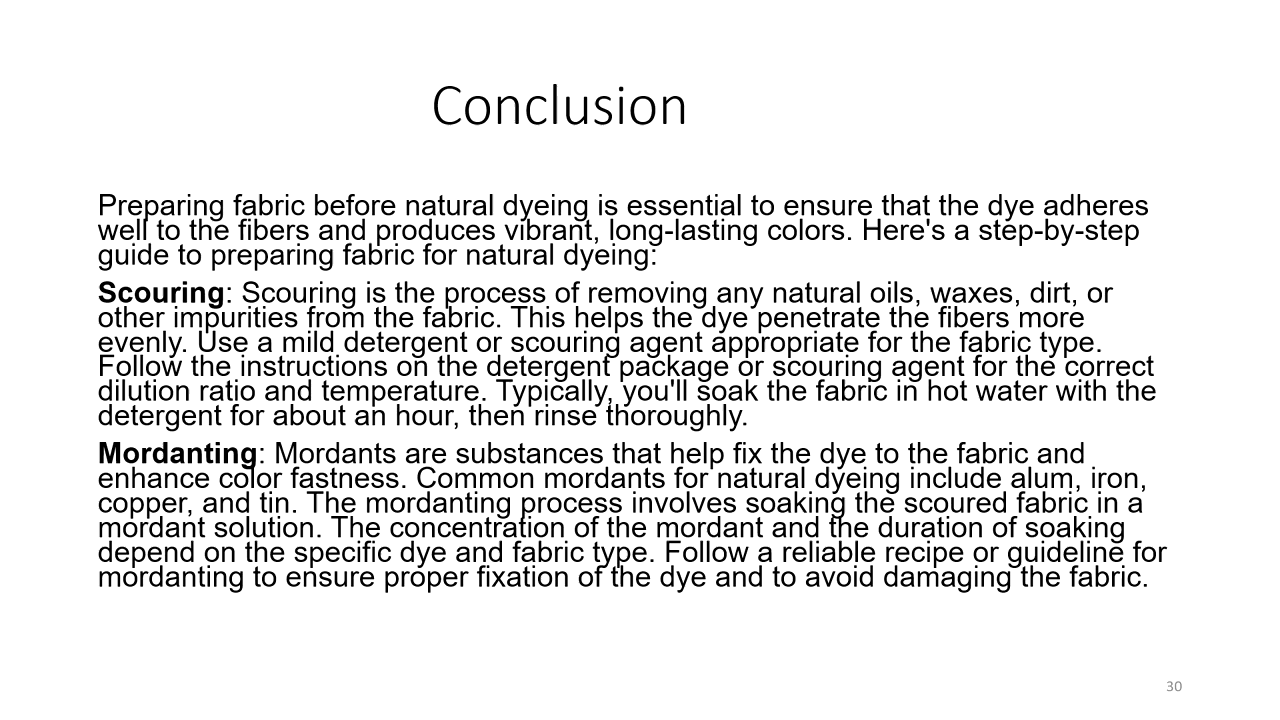 Conclusion
Preparing fabric before natural dyeing is essential to ensure that the dye adheres
well to the fibers and produces vibrant, long-lasting colors. Here's a step-by-step
guide to preparing fabric for natural dyeing:
Scouring: Scouring is the process of removing any natural oils, waxes, dirt, or
other impurities from the fabric. This helps the dye penetrate the fibers more
evenly. Use a mild detergent or scouring agent appropriate for the fabric type.
Follow the instructions on the detergent package or scouring agent for the correct
dilution ratio and temperature. Typically, you'll soak the fabric in hot water with the
detergent for about an hour, then rinse thoroughly.
Mordanting: Mordants are substances that help fix the dye to the fabric and
enhance color fastness. Common mordants for natural dyeing include alum, iron,
copper, and tin. The mordanting process involves soaking the scoured fabric in a
mordant solution. The concentration of the mordant and the duration of soaking
depend on the specific dye and fabric type. Follow a reliable recipe or guideline for
mordanting to ensure proper fixation of the dye and to avoid damaging the fabric.
30